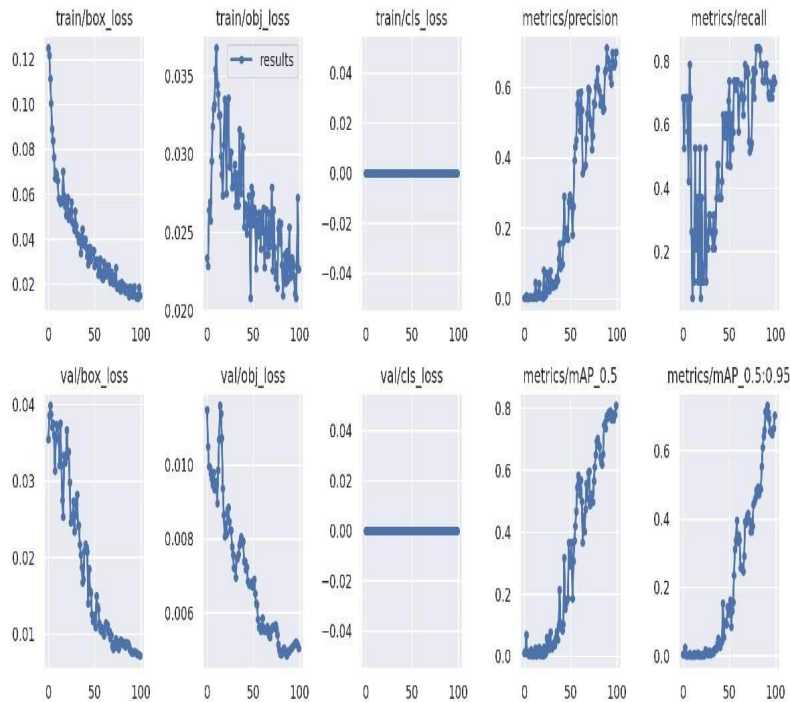 train/box_loss
train/obj_loss
train/cls_loss
metrics/precision
metrics/recall
results
0.12
0.10
0.08
0.06
0.04
0.02
0 50 100
0.035
0.030
0.025
0.020
0 50 100
0.04
0.02
0.00
−0.02
−0.04
0 50 100
0.6
0.4
0.2
0.0
0 50 100
0.8
0.6
0.4
0.2
0 50 100
val/box_loss
val/obj_loss
val/cls_loss
metrics/mAP_0.5
metrics/mAP_0.5:0.95
0.04
0.03
0.02
0.01
0 50 100
0.010
0.008
0.006
0 50 100
0.04
0.02
0.00
−0.02
−0.04
0 50 100
0.8
0.6
0.4
0.2
0.0
0 50 100
0.6
0.4
0.2
0.0
0 50 100